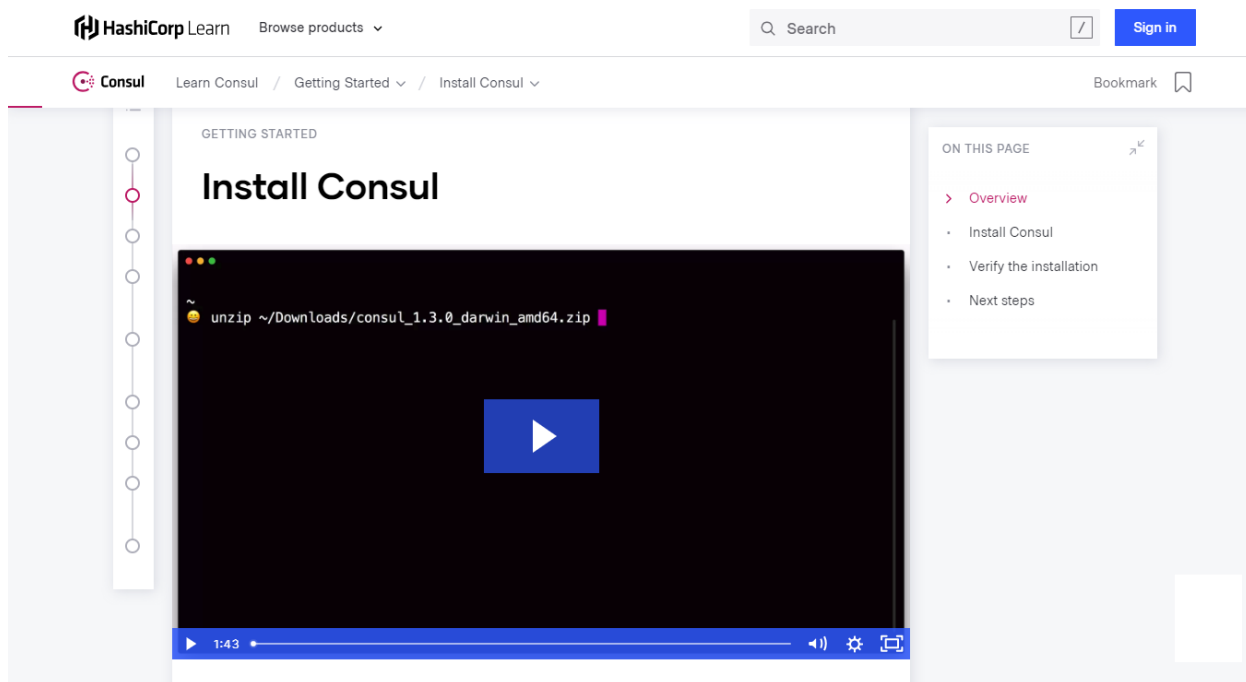 HashiCorp Learn
Browse products
Search
/
Sign in
Consul
Learn Consul / Getting Started / Install Consul
Bookmark
GETTING STARTED
Install Consul
~
unzip ~/Downloads/consul_1.3.0_darwin_amd64.zip
1:43
ON THIS PAGE
Overview
Install Consul
Verify the installation
Next steps